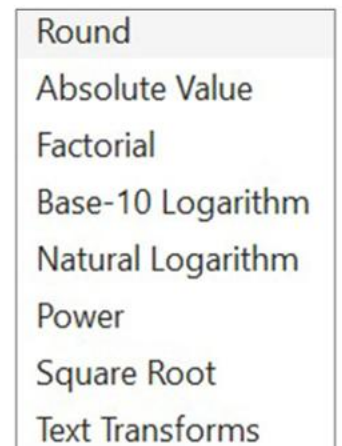 Round
Absolute Value
Factorial
Base-10 Logarithm
Natural Logarithm
Power
Square Root
Text Transforms